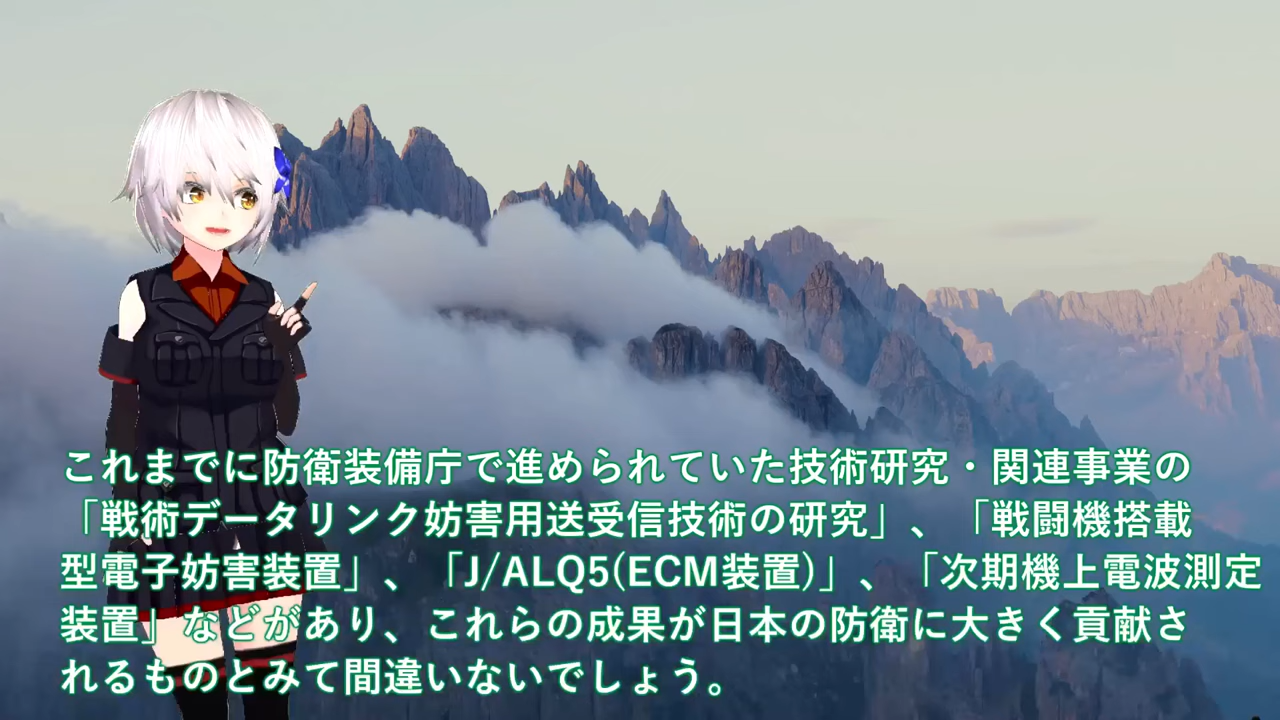 これまでに防衛装備庁で進められていた技術研究・関連事業の
「戦術データリンク妨害用送受信技術の研究」、「戦闘機搭載
型電子妨害装置」、「J/ALQ5(ECM装置)」、「次期機上電波測定
装置」などがあり、これらの成果が日本の防衛に大きく貢献さ
れるものとみて間違いないでしょう。